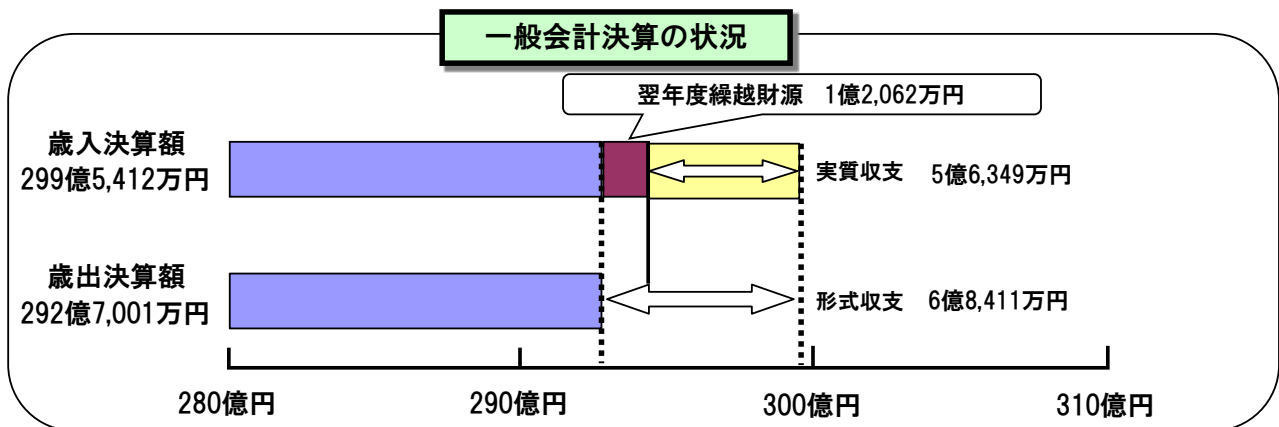 一般会計決算の状況
翌年度繰越財源 1億2,062万円
歳入決算額
299億5,412万円
実質収支 5億6,349万円
歳出決算額
292億7,001万円
形式収支 6億8,411万円
280億円 290億円 300億円 310億円